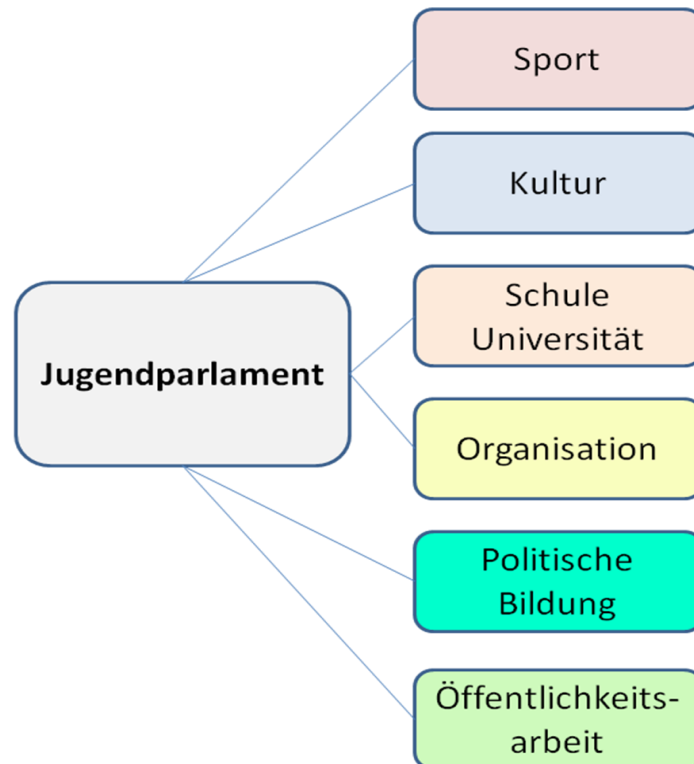 Sport
Kultur
Schule
Universität
Jugendparlament
Organisation
Politische
Bildung
Öffentlichkeits-
arbeit